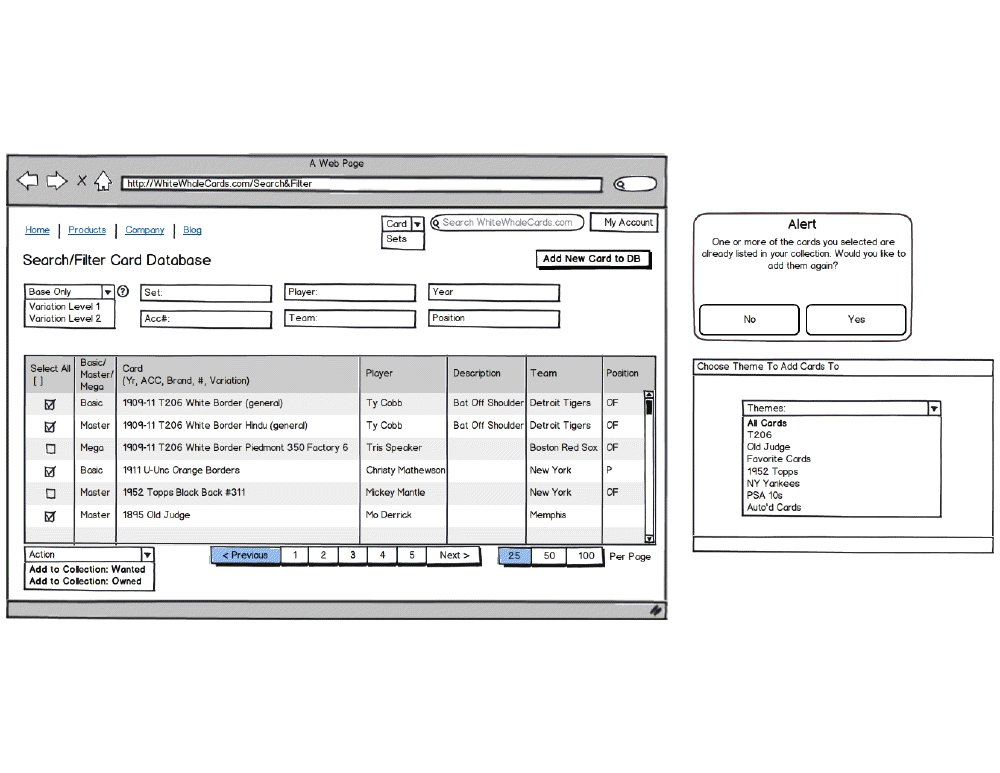 A Web Page
http://WhiteWhaleCards.com/Search&Filter
Home Products Company Blog
Card
Sets
Search WhiteWhaleCards.com
My Account
Search/Filter Card Database
Add New Card to DB
Base Only
Variation Level 1
Variation Level 2
?
Set:
Player:
Year
Acc#:
Team:
Position
Select All
[ ]
Basic/
Master/
Mega
Card
(Yr, ACC, Brand, #, Variation)
Player
Description
Team
Position
Basic 1909-11 T206 White Border (general) Ty Cobb Bat Off Shoulder Detroit Tigers OF
Master 1909-11 T206 White Border Hindu (general) Ty Cobb Bat Off Shoulder Detroit Tigers OF
Mega 1909-11 T206 White Border Piedmont 350 Factory 6 Tris Speaker Boston Red Sox OF
Basic 1911 U-Unc Orange Borders Christy Mathewson New York P
Master 1952 Topps Black Back #311 Mickey Mantle New York OF
Master 1895 Old Judge Mo Derrick Memphis
Action
Add to Collection: Wanted
Add to Collection: Owned
< Previous 1 2 3 4 5 Next >
25 50 100 Per Page
Alert
One or more of the cards you selected are
already listed in your collection. Would you like to
add them again?
No
Yes
Choose Theme To Add Cards To
Themes:
All Cards
T206
Old Judge
Favorite Cards
1952 Topps
NY Yankees
PSA 10s
Auto'd Cards